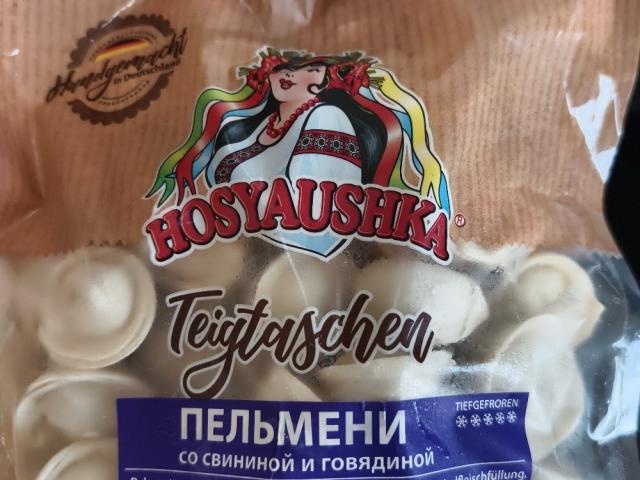 Handgemacht
in Deutschland
HOSYAUSHKA®
Teigtaschen
TIEFGEFROREN
ПЕЛЬМЕНИ
СО СВИНИНОЙ И ГОВЯДИНОЙ